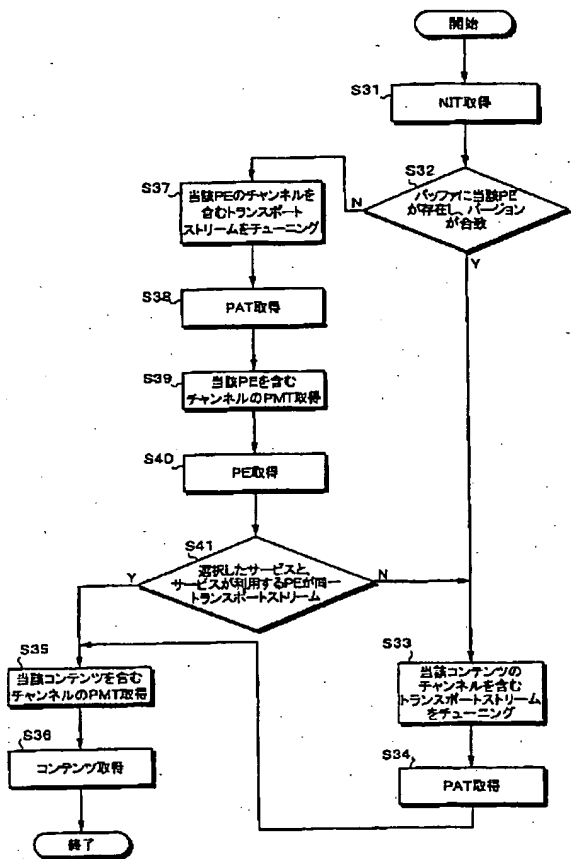 開始
S31
NIT取得
S32
バッファに当該PE
が存在し、バージョン
が合致
N
Y
S37
当該PEのチャンネルを
含むトランスポート
ストリームをチューニング
S38
PAT取得
S39
当該PEを含む
チャンネルのPMT取得
S40
PE取得
S41
選択したサービスと、
サービスが利用するPEが同一
トランスポートストリーム
Y
N
S33
当該コンテンツの
チャンネルを含む
トランスポートストリーム
をチューニング
S34
PAT取得
S35
当該コンテンツを含む
チャンネルのPMT取得
S36
コンテンツ取得
終了